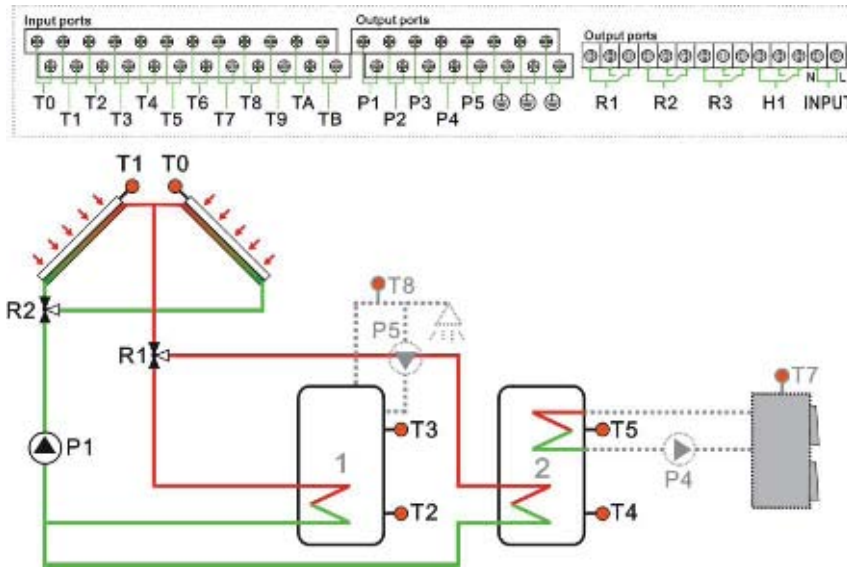 Input ports
Output ports
Output ports
T0 T2 T4 T6 T8 TA
T1 T3 T5 T7 T9 TB
P1 P3 P5
P2 P4
R1 R2 R3 H1 N INPUT L
T1 T0
R2
T8
P5
R1
T7
P1
T3
T5
1
2
P4
T2
T4